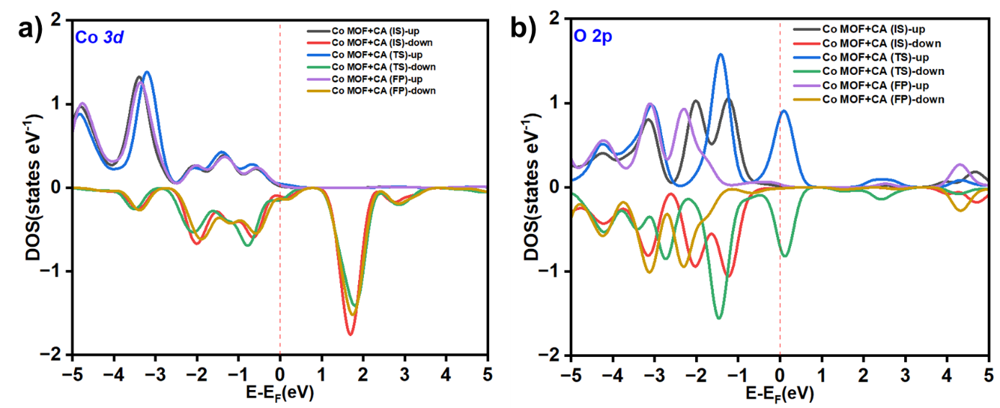 a)
Co 3d
Co MOF+CA (IS)-up
Co MOF+CA (IS)-down
Co MOF+CA (TS)-up
Co MOF+CA (TS)-down
Co MOF+CA (FP)-up
Co MOF+CA (FP)-down
DOS(states eV⁻¹)
2
1
0
−1
−2
−5 −4 −3 −2 −1 0 1 2 3 4 5
E-E_F(eV)
b)
O 2p
Co MOF+CA (IS)-up
Co MOF+CA (IS)-down
Co MOF+CA (TS)-up
Co MOF+CA (TS)-down
Co MOF+CA (FP)-up
Co MOF+CA (FP)-down
DOS(states eV⁻¹)
2
1
0
−1
−2
−5 −4 −3 −2 −1 0 1 2 3 4 5
E-E_F(eV)